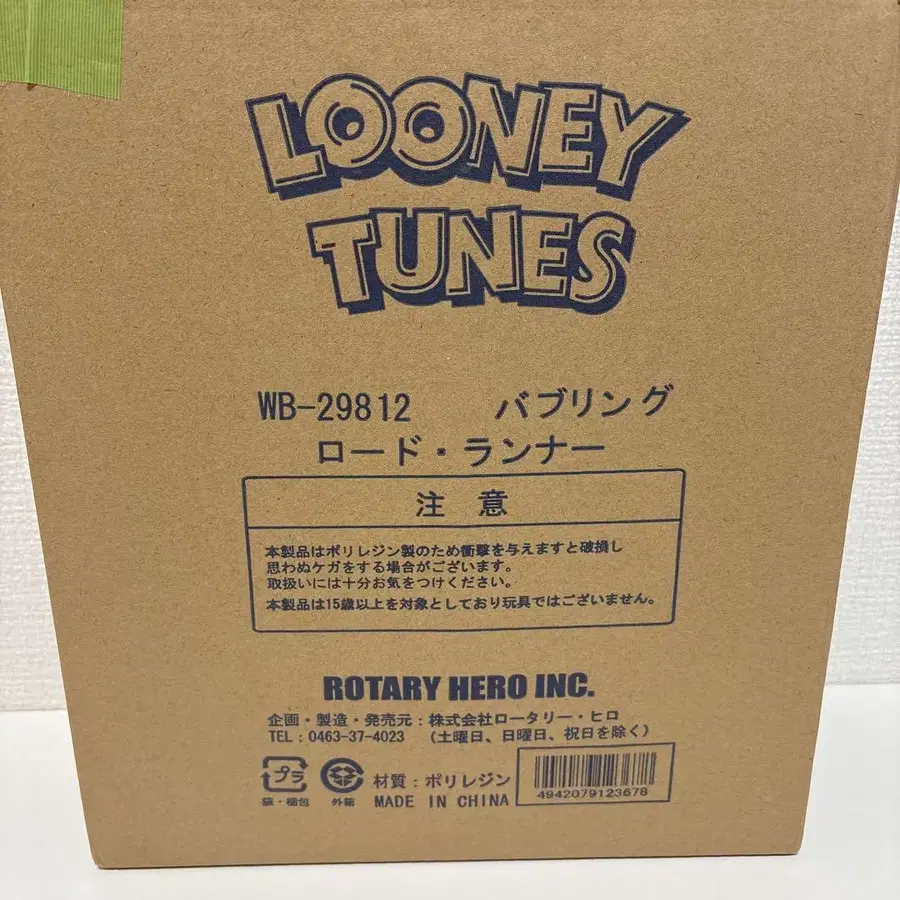 LOONEY
TUNES
WB-29812 バブリング
ロード・ランナー
注 意
本製品はポリレジン製のため衝撃を与えますと破損し
思わぬケガをする場合がございます。
取扱いには十分お気をつけください。
本製品は15歳以上を対象としており玩具ではございません。
ROTARY HERO INC.
企画・製造・発売元:株式会社ロータリー・ヒロ
TEL:0463-37-4023 (土曜日、日曜日、祝日を除く)
プラ
袋・梱包
外箱
材質:ポリレジン
MADE IN CHINA
4942079123678